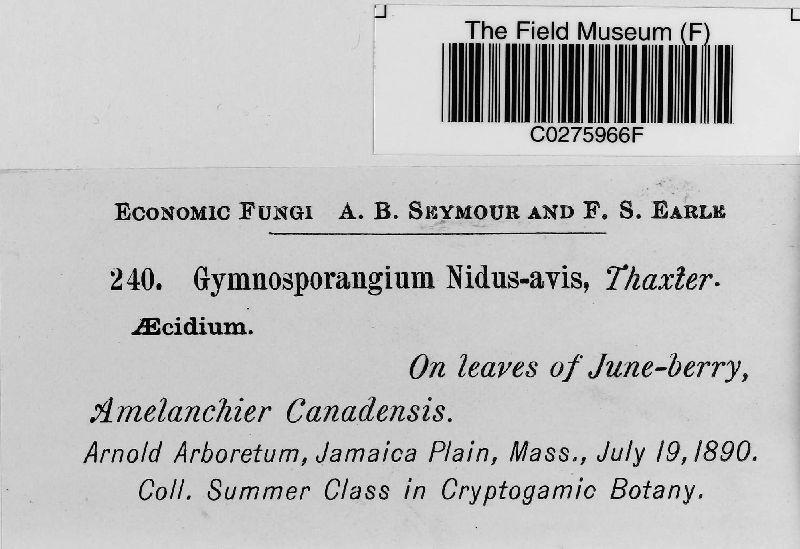 The Field Museum (F)
C0275966F
Economic Fungi A. B. Seymour and F. S. Earle
240. Gymnosporangium Nidus-avis, Thaxter.
Æcidium.
On leaves of June-berry,
Amelanchier Canadensis.
Arnold Arboretum, Jamaica Plain, Mass., July 19, 1890.
Coll. Summer Class in Cryptogamic Botany.